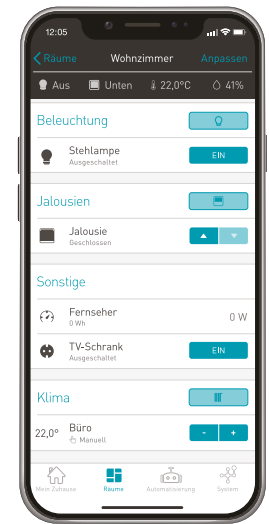 12:05
Räume Wohnzimmer Anpassen
Aus Unten 22,0°C 41%
Beleuchtung
Stehlampe
Ausgeschaltet
EIN
Jalousien
Jalousie
Geschlossen
Sonstige
Fernseher
0 Wh
0 W
TV-Schrank
Ausgeschaltet
EIN
Klima
22,0°
Büro
Manuell
- +
Mein Zuhause Räume Automatisierung System